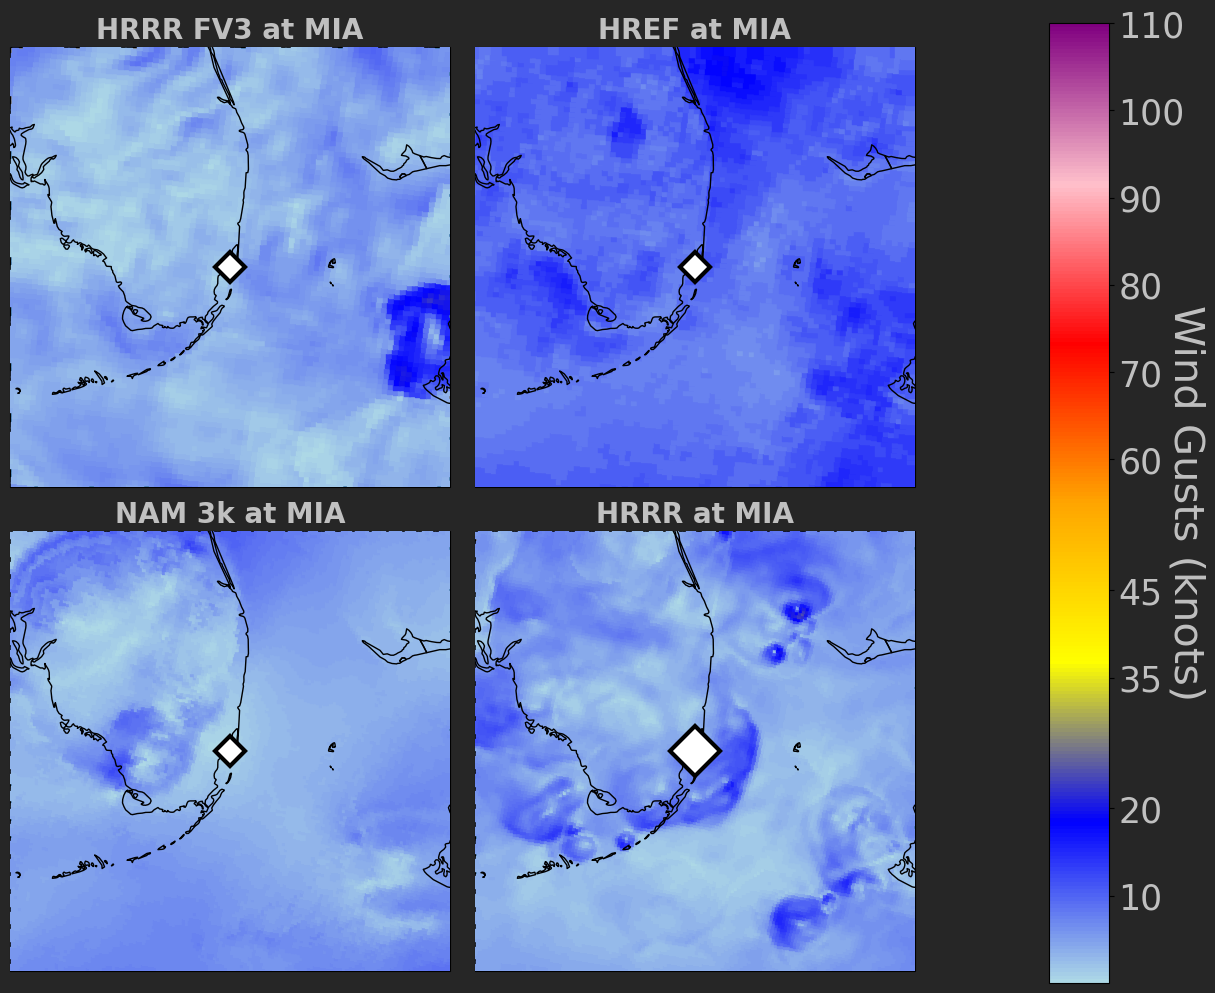 HRRR FV3 at MIA
HREF at MIA
NAM 3k at MIA
HRRR at MIA
110
100
90
80
70
60
45
35
20
10
Wind Gusts (knots)